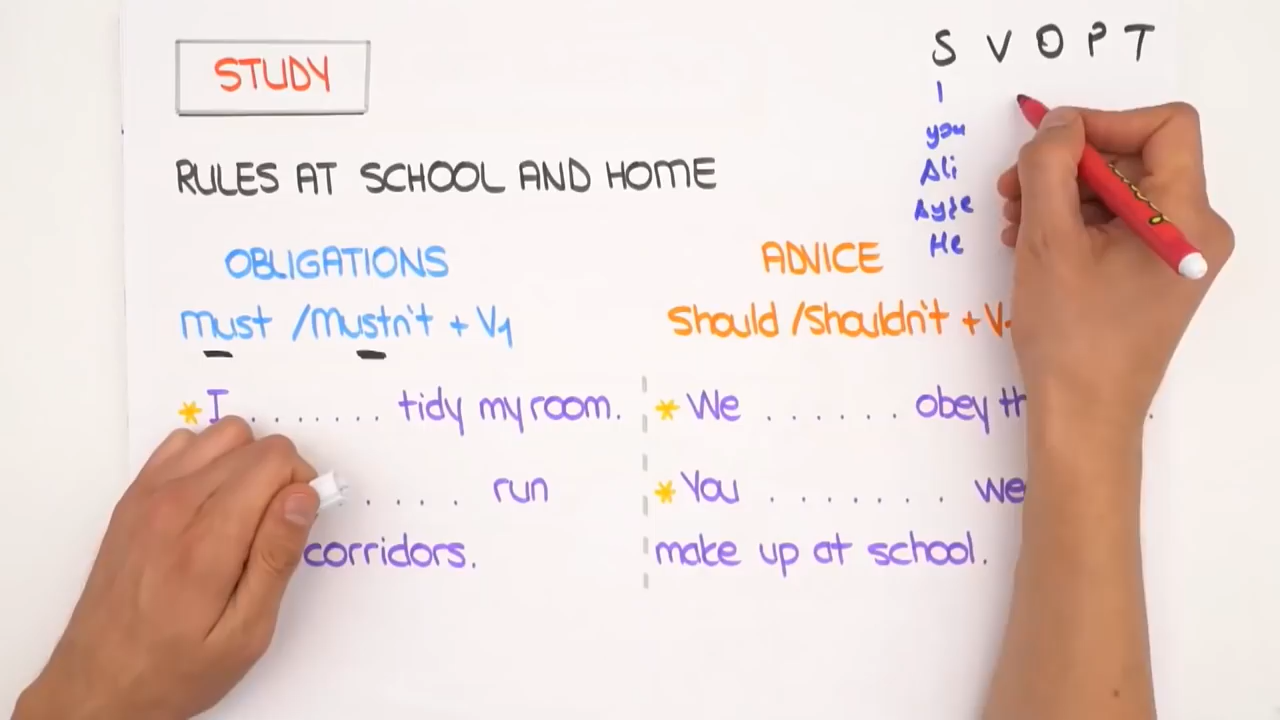 STUDY
S V O P T
I
you
Ali
Ayşe
He
RULES AT SCHOOL AND HOME
OBLIGATIONS
must /Mustn't + V1
*I ....... tidy my room.
.... run
corridors.
ADVICE
Should /Shouldn't + V
*We ...... obey
*You .......
make up at school.